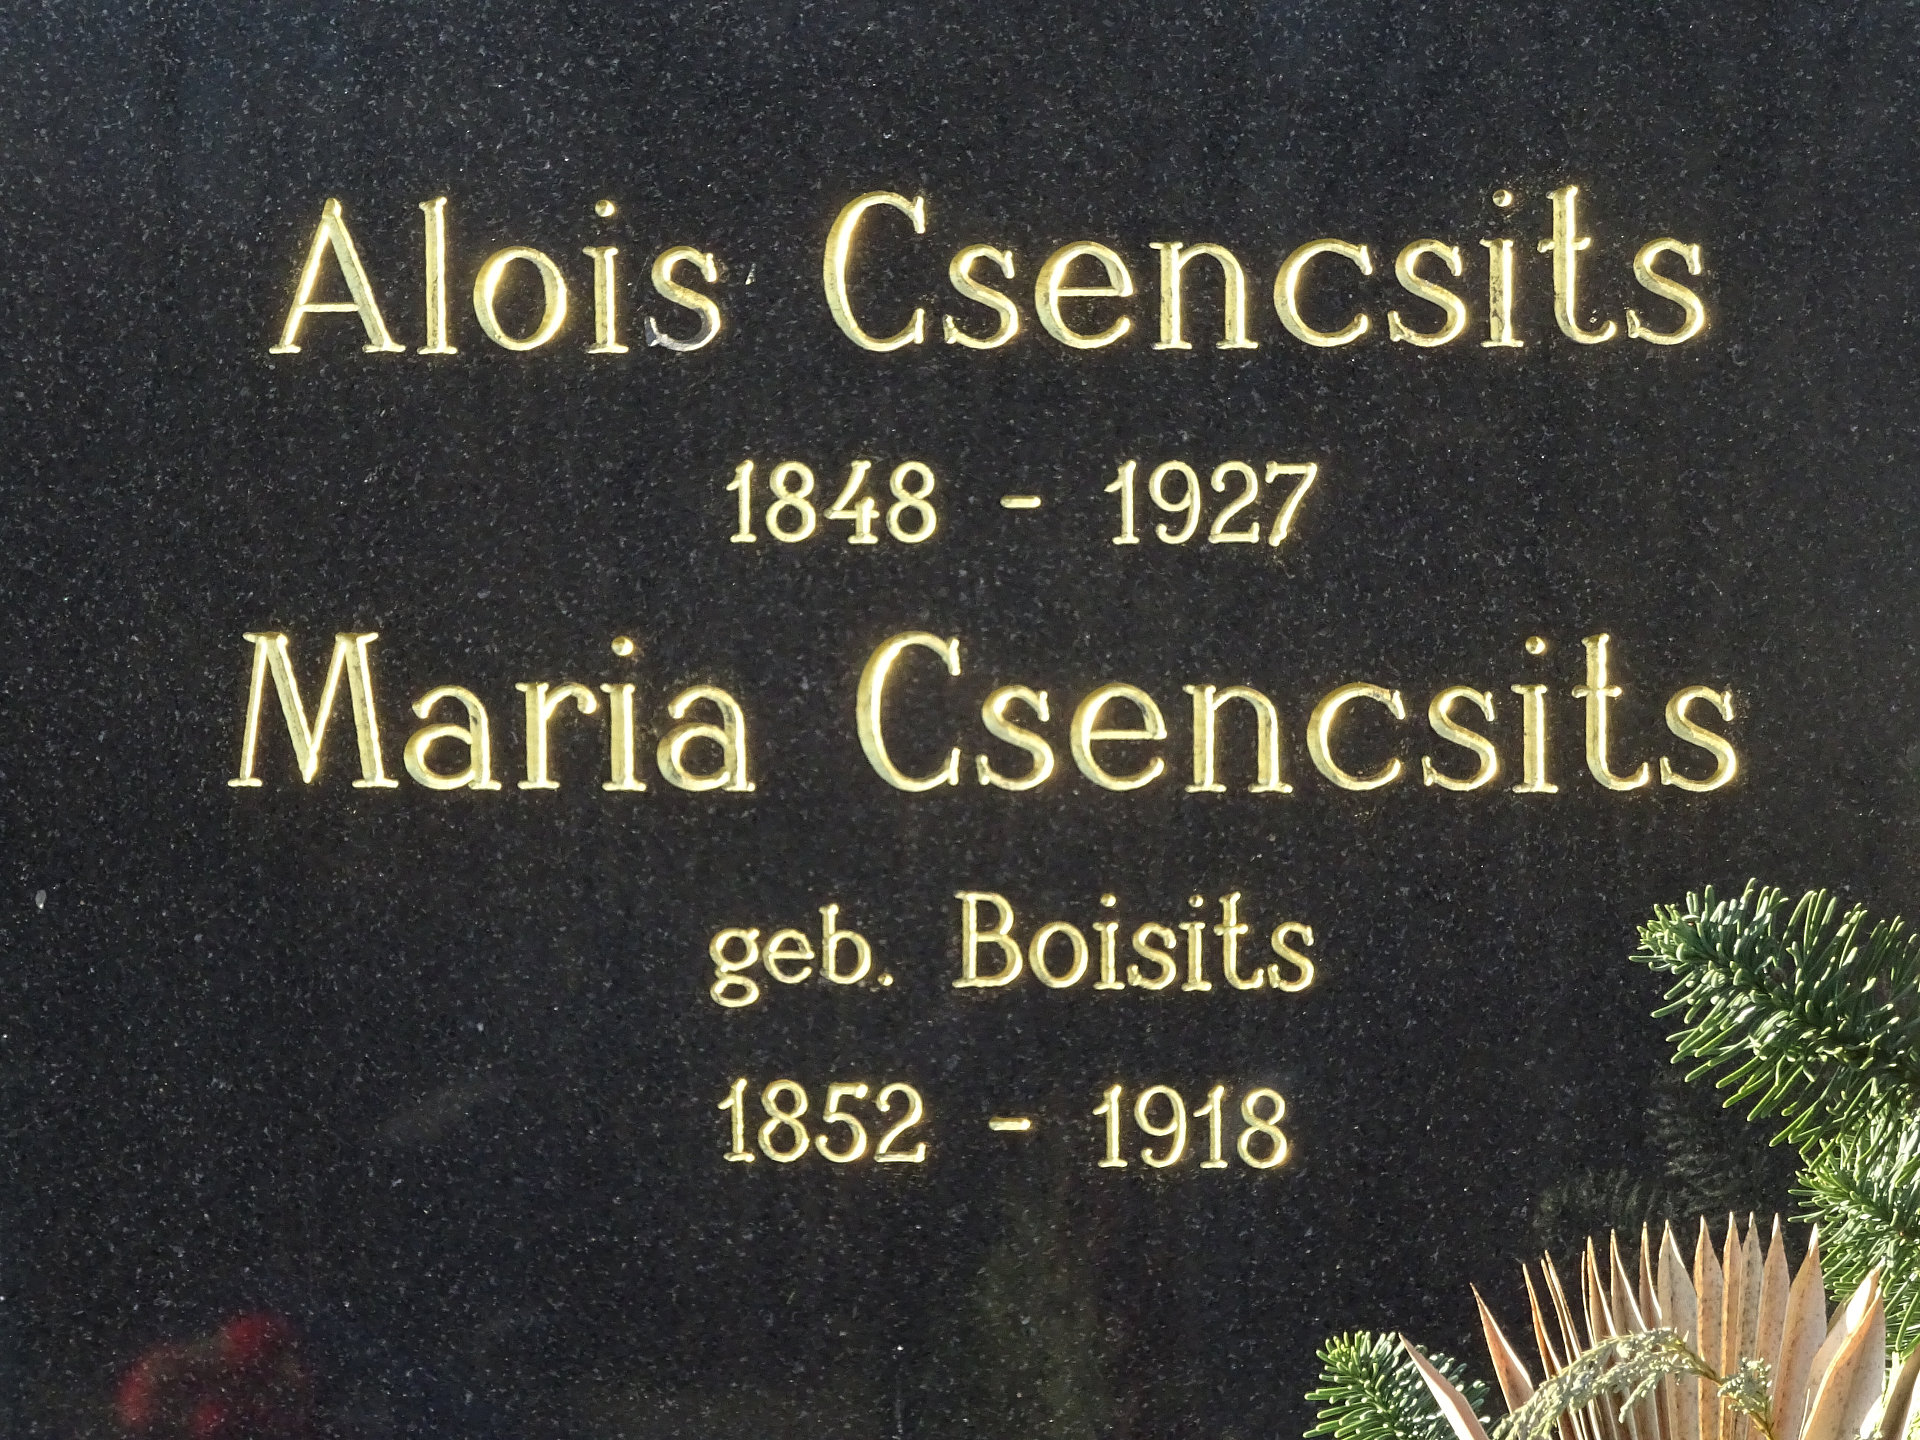 Alois Csencsits
1848 - 1927
Maria Csencsits
geb. Boisits
1852 - 1918